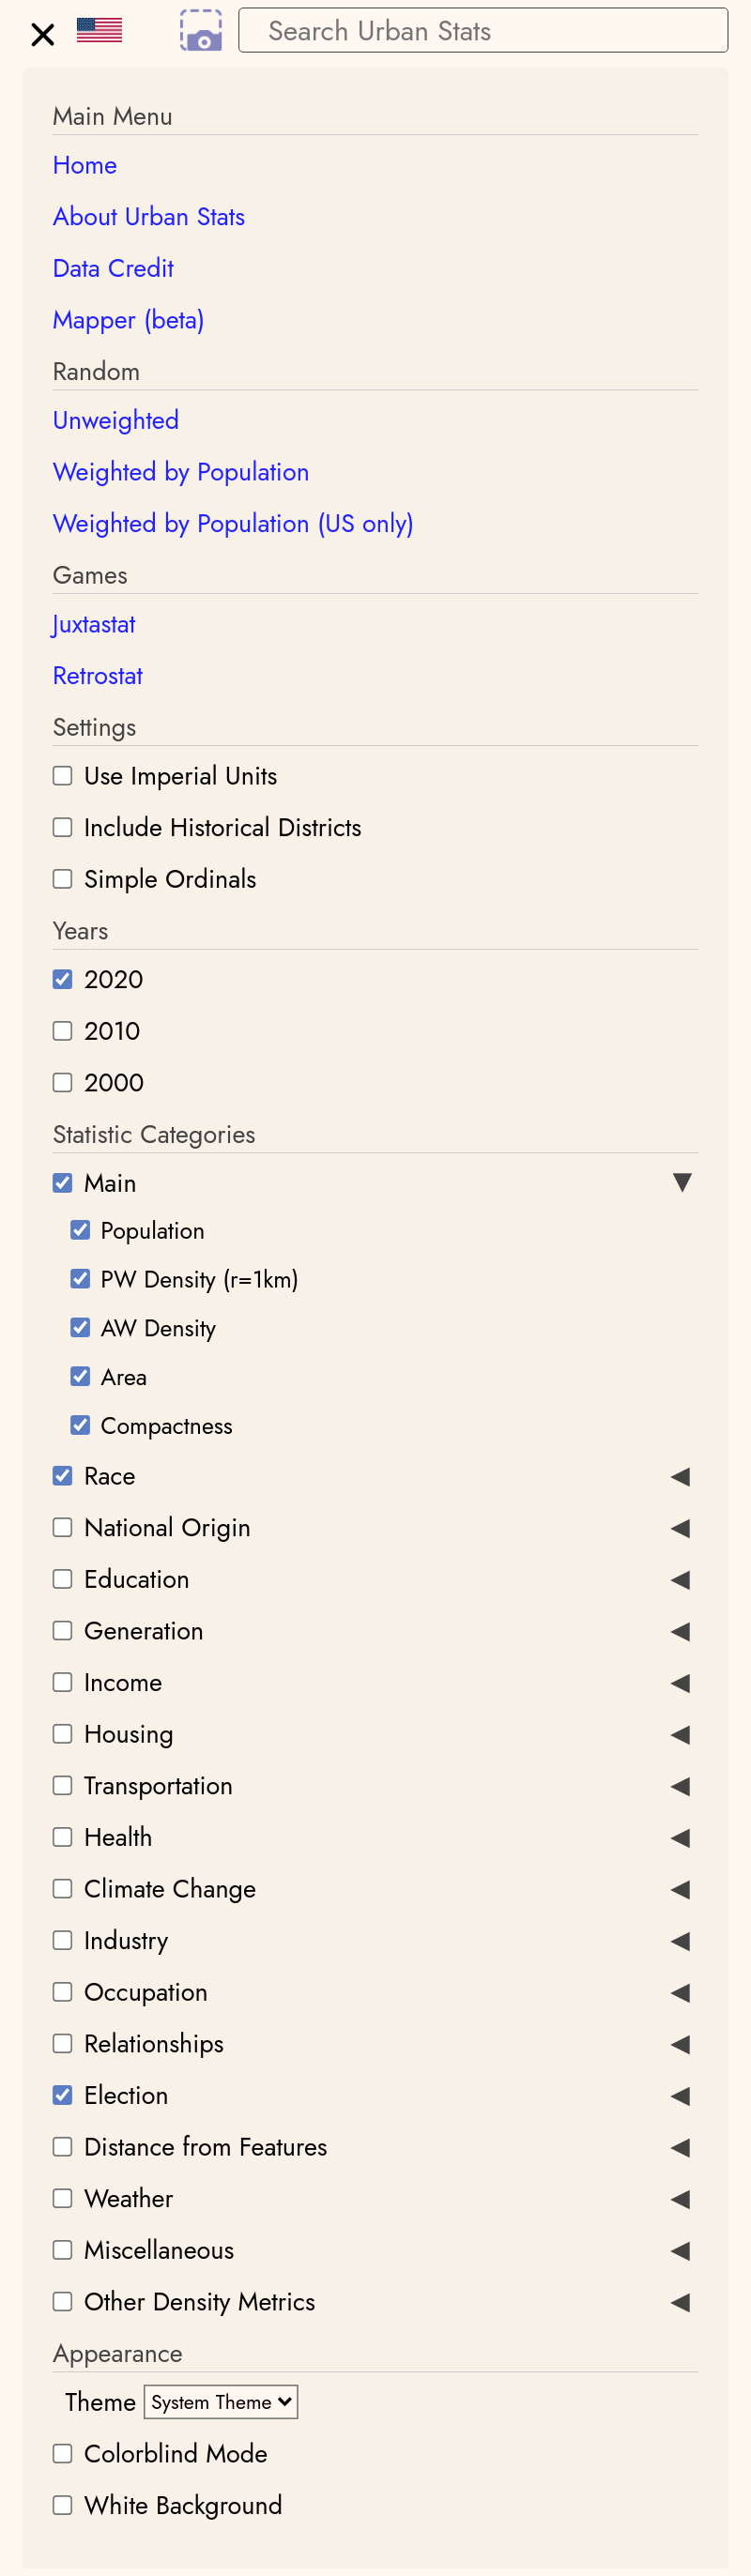 Search Urban Stats
Main Menu
Home
About Urban Stats
Data Credit
Mapper (beta)
Random
Unweighted
Weighted by Population
Weighted by Population (US only)
Games
Juxtastat
Retrostat
Settings
Use Imperial Units
Include Historical Districts
Simple Ordinals
Years
2020
2010
2000
Statistic Categories
Main
Population
PW Density (r=1km)
AW Density
Area
Compactness
Race
National Origin
Education
Generation
Income
Housing
Transportation
Health
Climate Change
Industry
Occupation
Relationships
Election
Distance from Features
Weather
Miscellaneous
Other Density Metrics
Appearance
Theme System Theme
Colorblind Mode
White Background